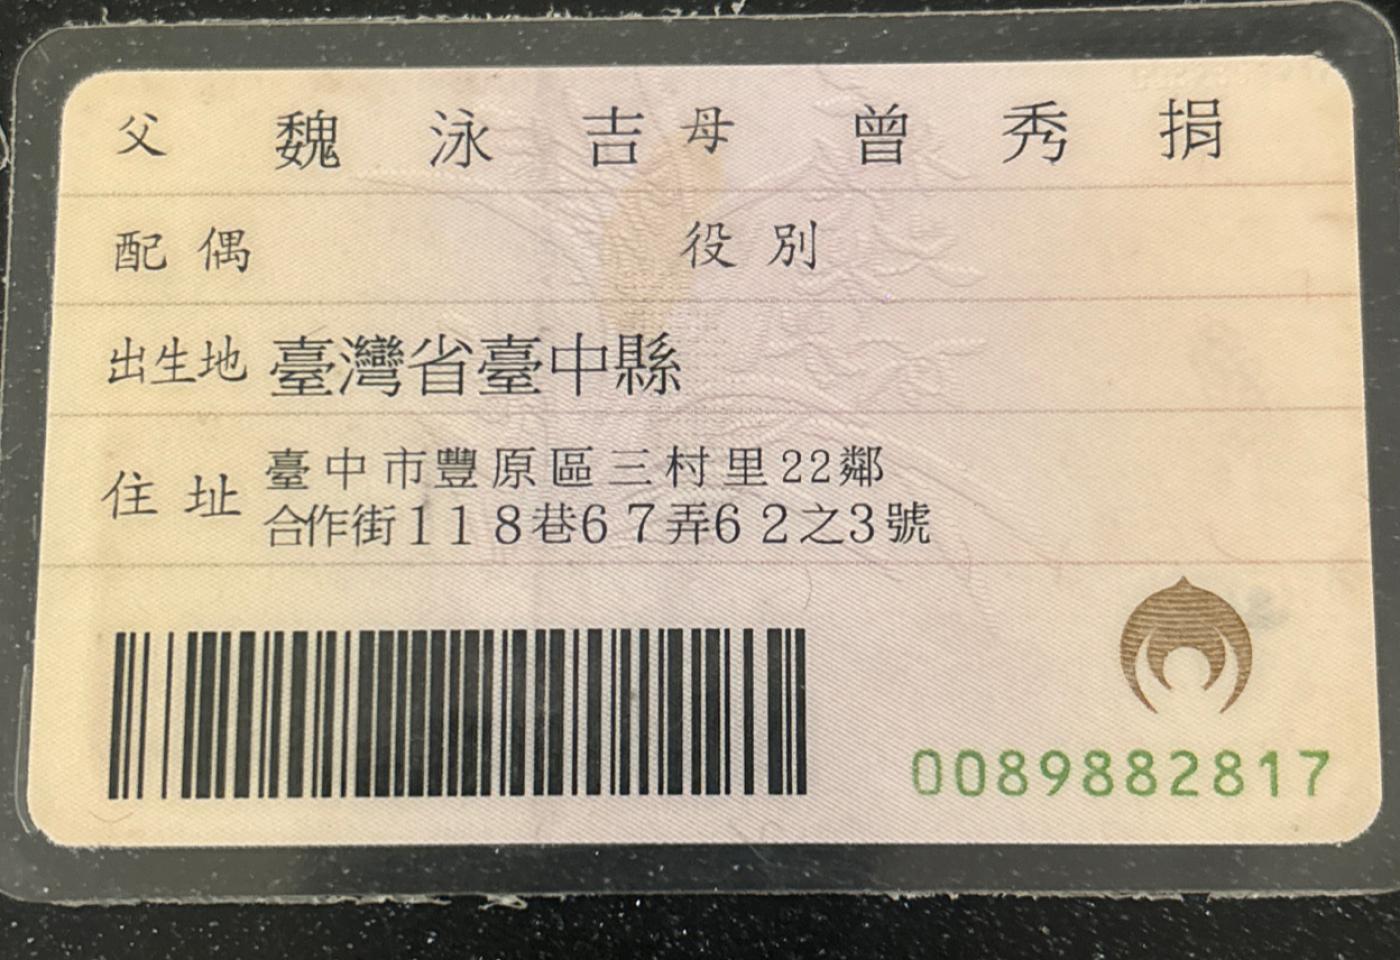 父 魏泳吉 母 曾秀捐
配偶 役別
出生地 臺灣省臺中縣
住址 臺中市豐原區三村里22鄰
合作街118巷67弄62之3號
0089882817